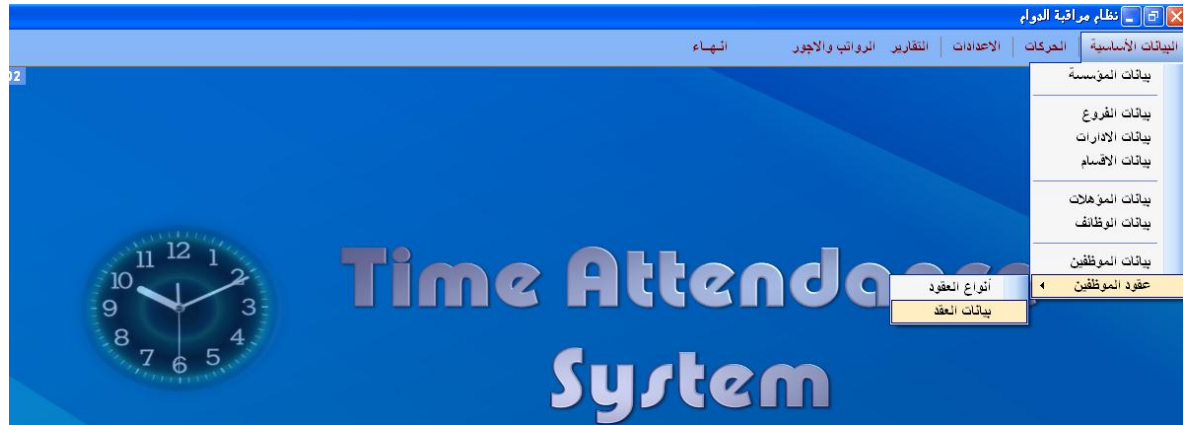 نظام مراقبة الدوام
البيانات الأساسية الحركات الاعدادات التقارير الرواتب والاجور انهاء
02
بيانات المؤسسة
بيانات الفروع
بيانات الادارات
بيانات الاقسام
بيانات المؤهلات
بيانات الوظائف
بيانات الموظفين
عقود الموظفين
أنواع العقود
بيانات العقد
Time Attendance
System
12
1
2
3
4
5
6
7
8
9
10
11